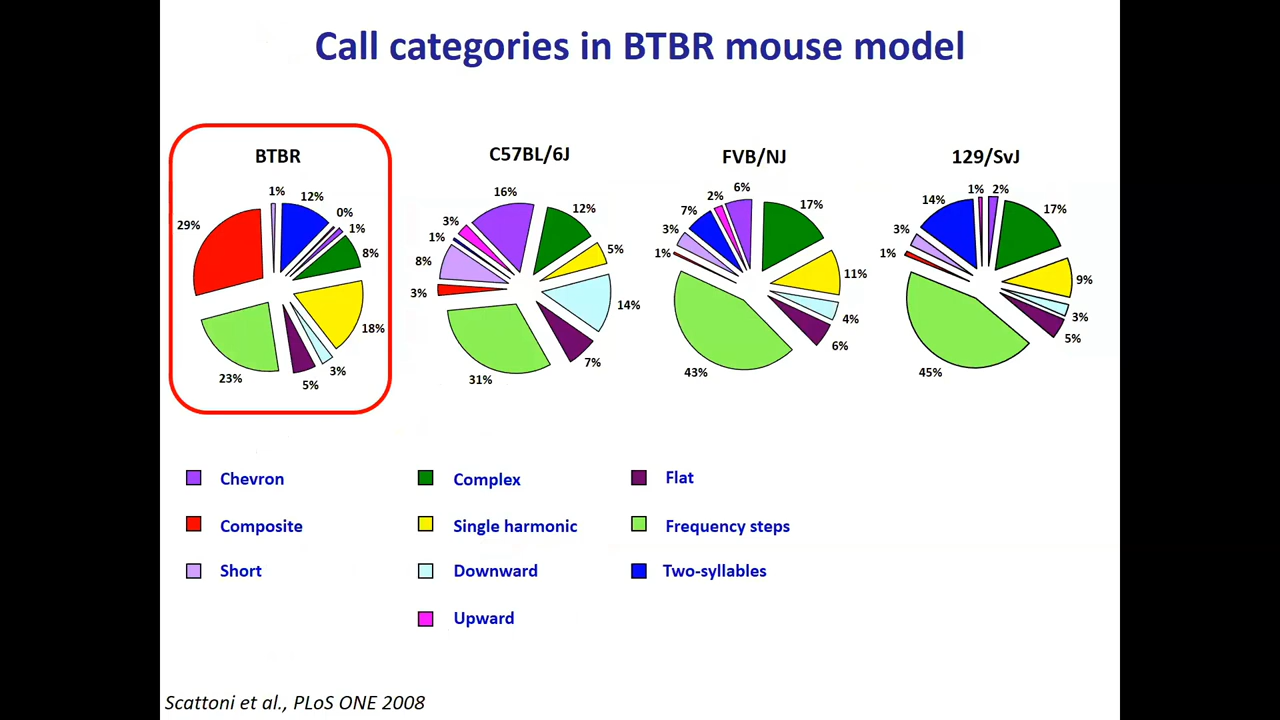 Call categories in BTBR mouse model
BTBR
1%
12%
0%
1%
8%
18%
3%
5%
23%
29%
C57BL/6J
16%
12%
5%
14%
7%
31%
3%
8%
1%
3%
FVB/NJ
6%
17%
11%
4%
6%
43%
1%
3%
7%
2%
129/SvJ
2%
17%
9%
3%
5%
45%
1%
3%
14%
1%
Chevron
Complex
Flat
Composite
Single harmonic
Frequency steps
Short
Downward
Two-syllables
Upward
Scattoni et al., PLoS ONE 2008